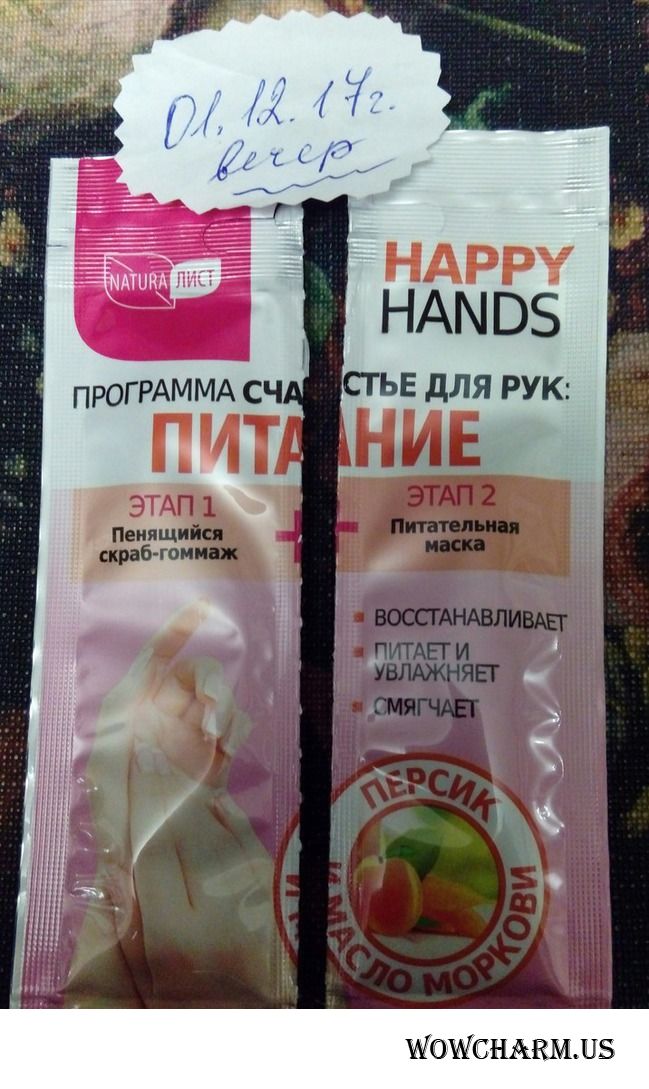 01.12.17г.
вечер
NATURA ЛИСТ
HAPPY
HANDS
ПРОГРАММА СЧАСТЬЕ ДЛЯ РУК:
ПИТАНИЕ
ЭТАП 1
Пенящийся
скраб-гоммаж
ЭТАП 2
Питательная
маска
ВОССТАНАВЛИВАЕТ
ПИТАЕТ И
УВЛАЖНЯЕТ
СМЯГЧАЕТ
ПЕРСИК
И МАСЛО МОРКОВИ
WOWCHARM.US